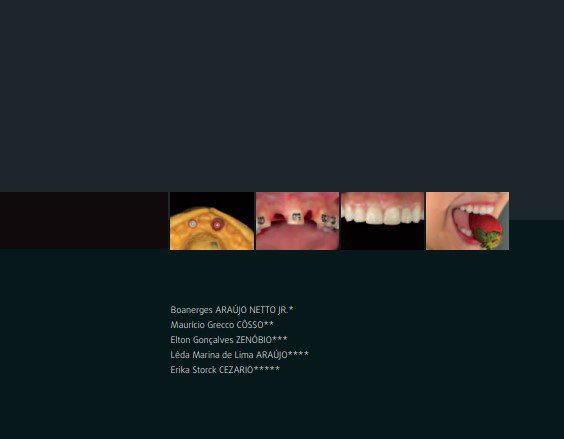 Boanerges ARAÚJO NETTO JR.*
Maurício Grecco CÔSSO**
Elton Gonçalves ZENÓBIO***
Lêda Marina de Lima ARAÚJO****
Erika Storck CEZARIO*****